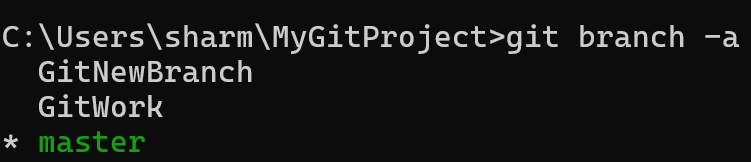 C:\Users\sharm\MyGitProject>git branch -a
  GitNewBranch
  GitWork
* master